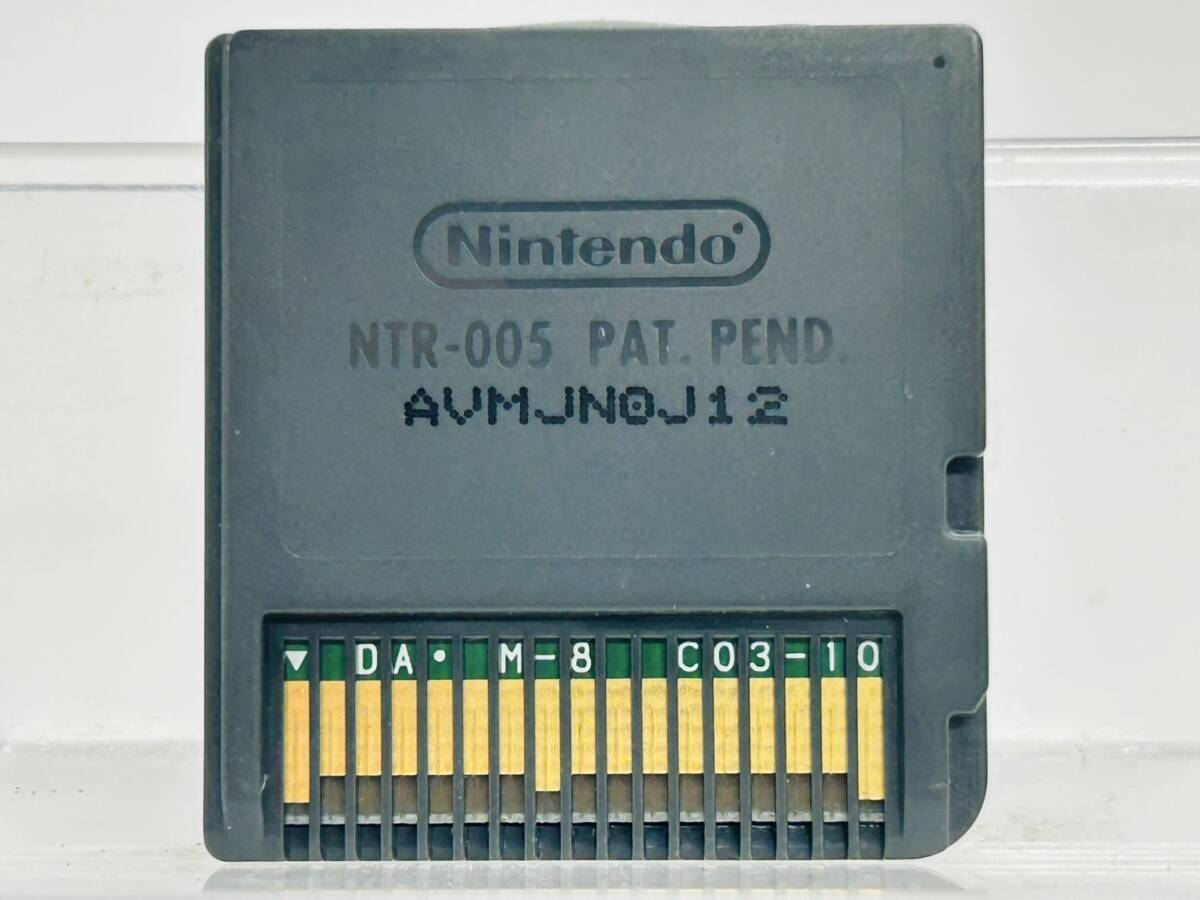 Nintendo
NTR-005 PAT. PEND.
AVMJN0J12
▼ DA• M-8 C03-10